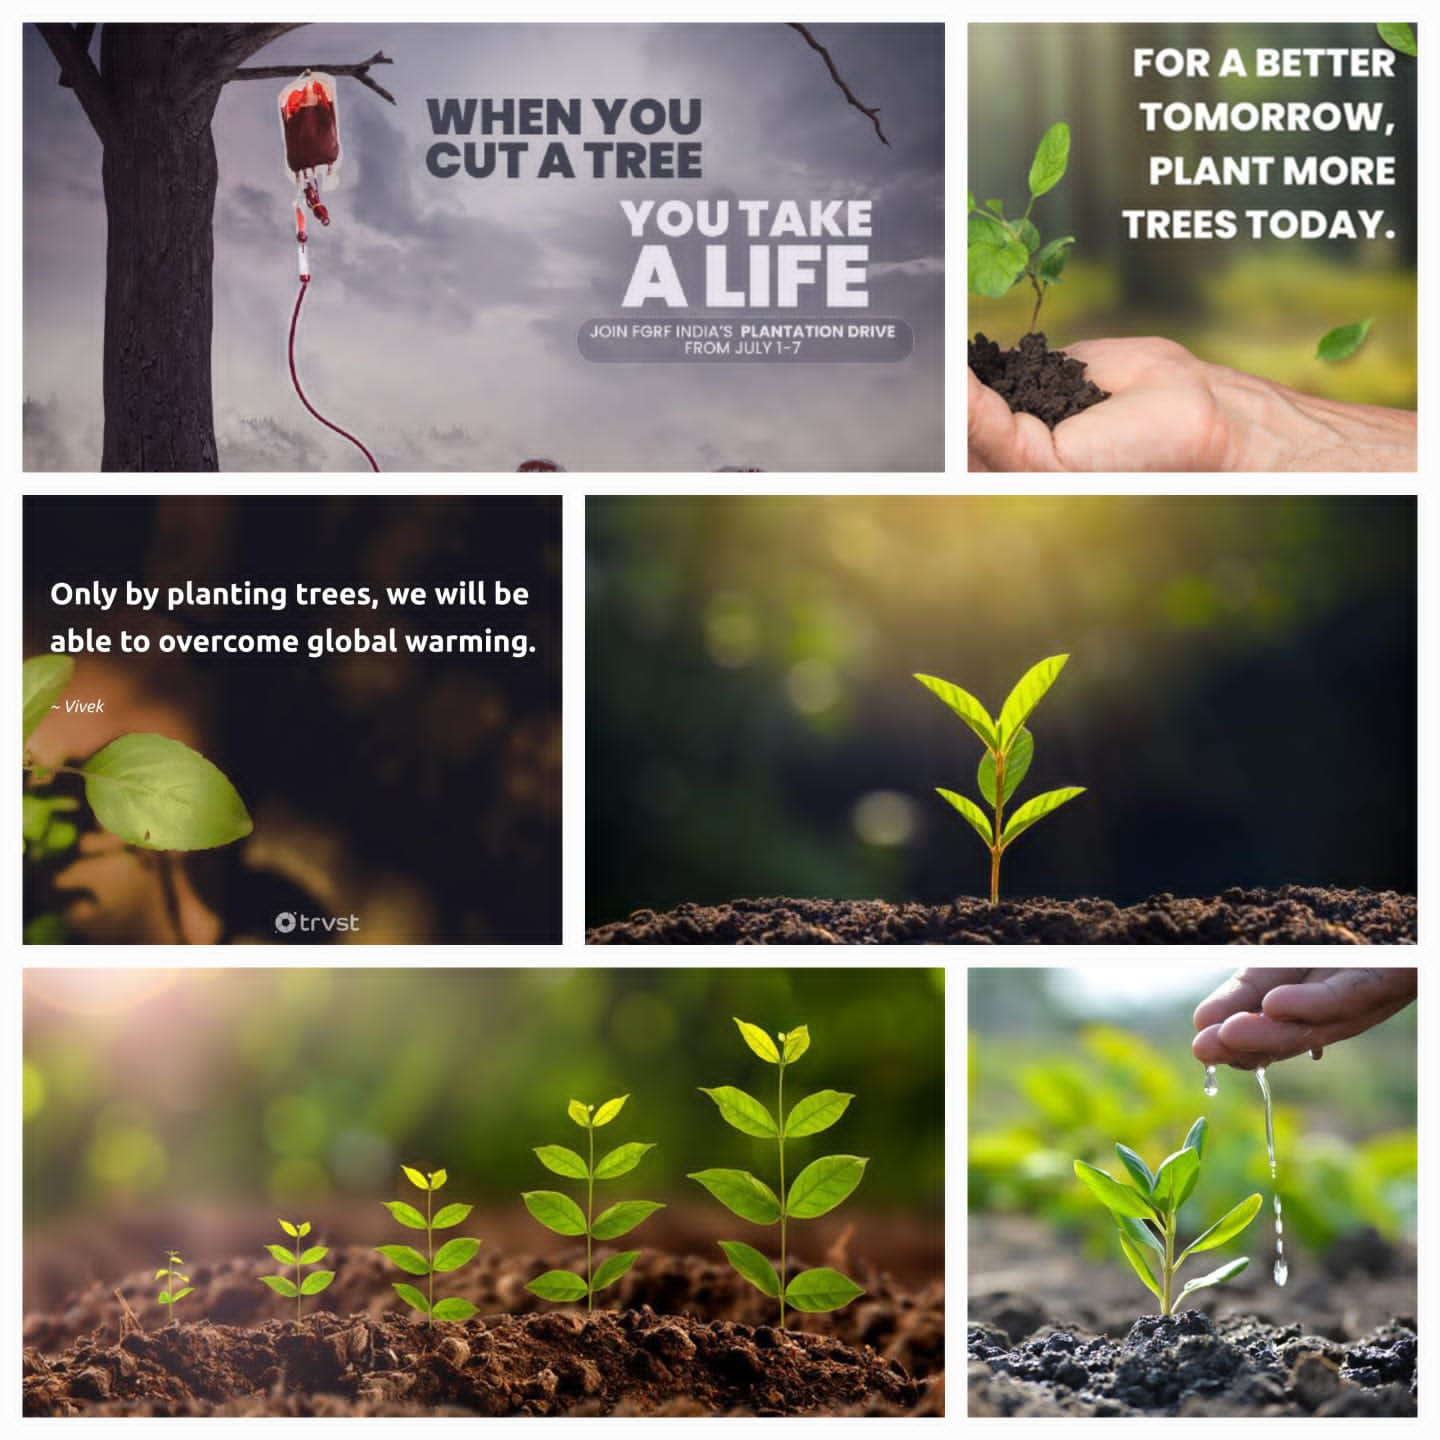 WHEN YOU
CUT A TREE
YOU TAKE
A LIFE
JOIN FGRF INDIA'S PLANTATION DRIVE
FROM JULY 1-7
FOR A BETTER
TOMORROW,
PLANT MORE
TREES TODAY.
Only by planting trees, we will be
able to overcome global warming.
~ Vivek
trvst